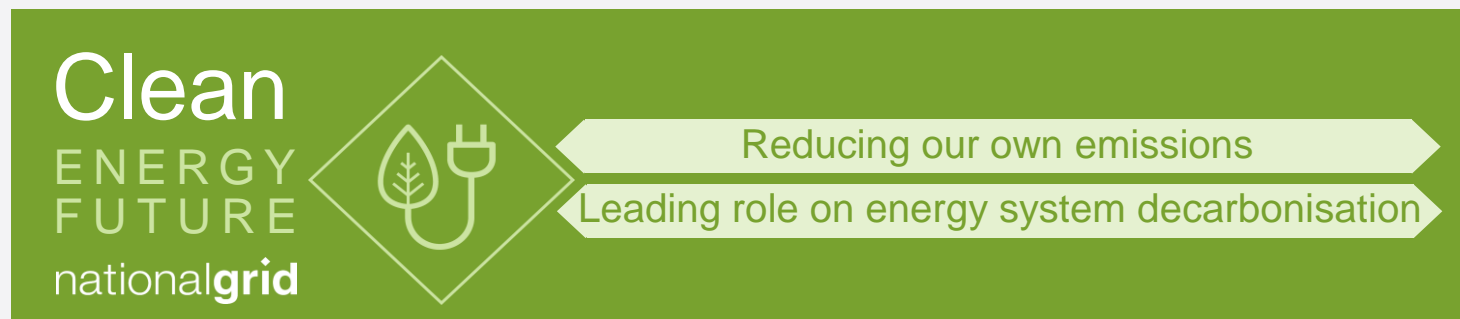 Clean
ENERGY
FUTURE
nationalgrid
Reducing our own emissions
Leading role on energy system decarbonisation